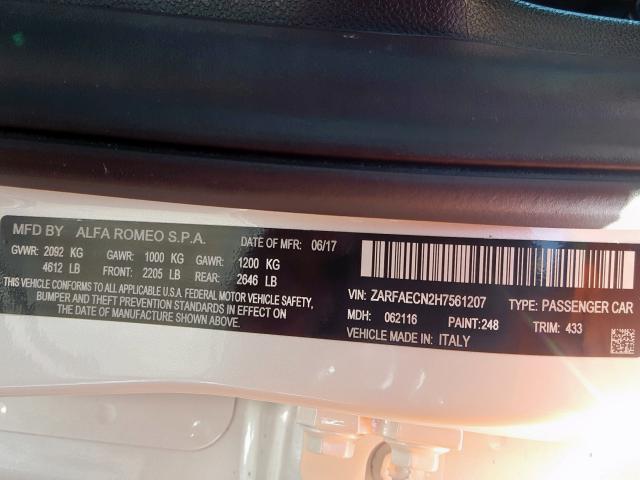 MFD BY ALFA ROMEO S.P.A. DATE OF MFR: 06/17
GVWR: 2092 KG GAWR: 1000 KG GAWR: 1200 KG
4612 LB FRONT: 2205 LB REAR: 2646 LB
THIS VEHICLE CONFORMS TO ALL APPLICABLE U.S.A. FEDERAL MOTOR VEHICLE SAFETY,
BUMPER AND THEFT PREVENTION STANDARDS IN EFFECT ON
THE DATE OF MANUFACTURE SHOWN ABOVE.
VIN: ZARFAECN2H7561207 TYPE: PASSENGER CAR
MDH: 062116 PAINT:248 TRIM: 433
VEHICLE MADE IN: ITALY